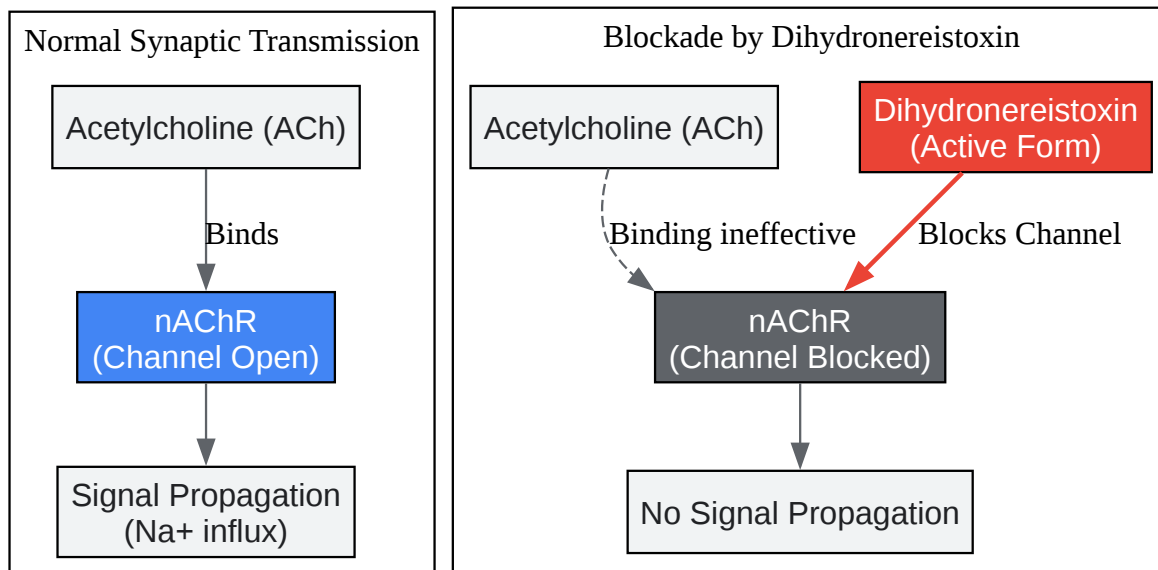 Normal Synaptic Transmission
Acetylcholine (ACh)
Binds
nAChR
(Channel Open)
Signal Propagation
(Na+ influx)
Blockade by Dihydronereistoxin
Acetylcholine (ACh)
Dihydronereistoxin
(Active Form)
Binding ineffective
Blocks Channel
nAChR
(Channel Blocked)
No Signal Propagation